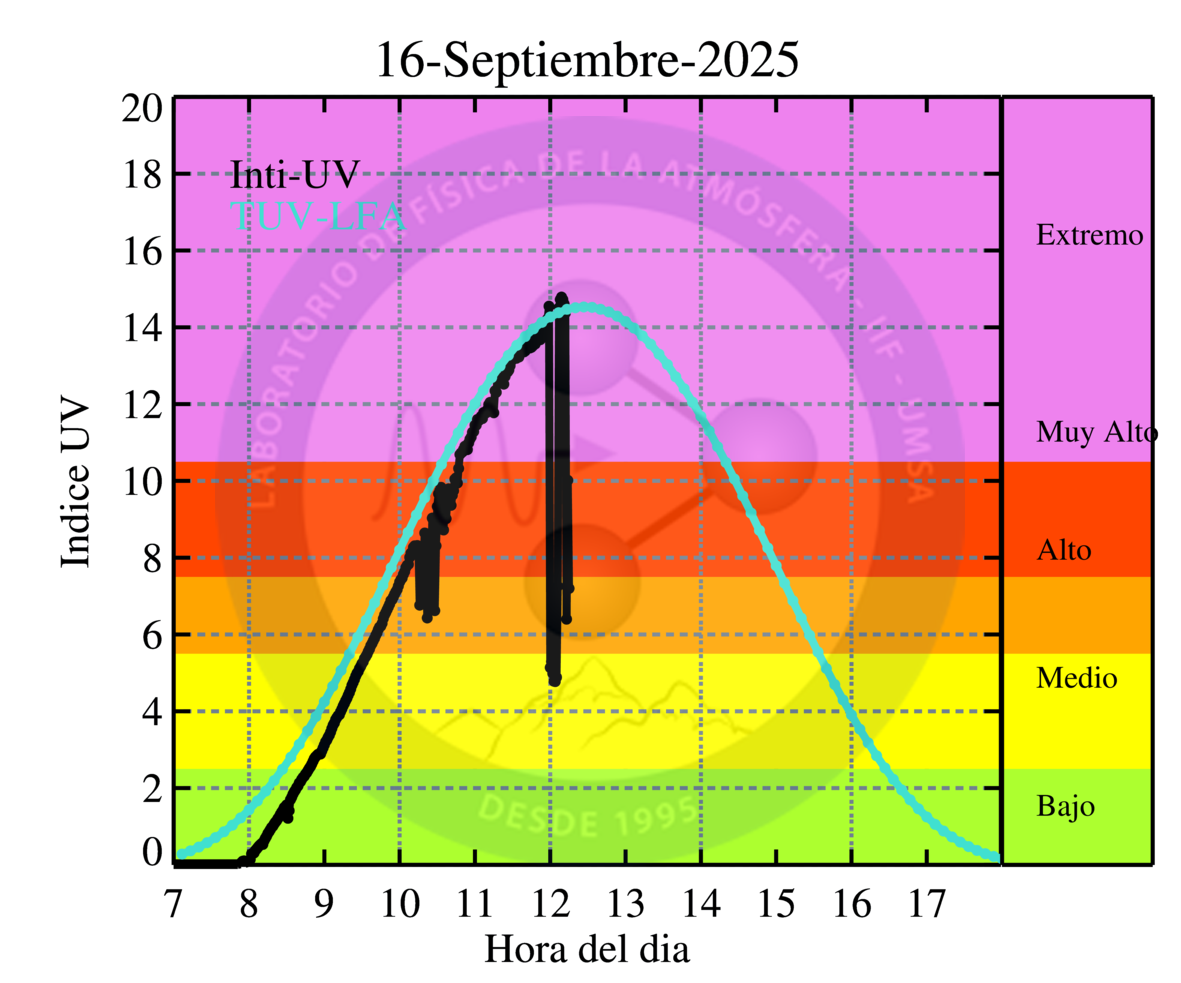 16-Septiembre-2025
Indice UV
20
18
16
14
12
10
8
6
4
2
0
Inti-UV
TUV-LFA
LABORATORIO DE FÍSICA DE LA ATMÓSFERA - IIF - UMSA
DESDE 1995
Extremo
Muy Alto
Alto
Medio
Bajo
7 8 9 10 11 12 13 14 15 16 17
Hora del dia